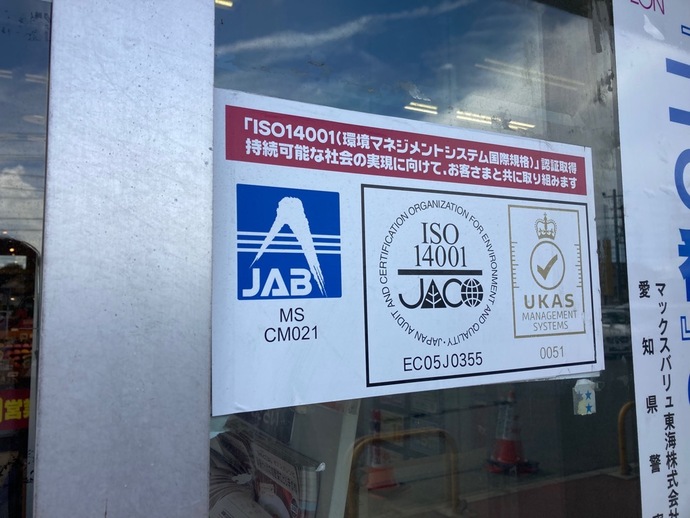 「ISO14001(環境マネジメントシステム国際規格)」認証取得
持続可能な社会の実現に向けて、お客さまと共に取り組みます
JAB
MS
CM021
JAPAN AUDIT AND CERTIFICATION ORGANIZATION FOR ENVIRONMENT AND QUALITY
ISO
14001
JACO
EC05J0355
UKAS
MANAGEMENT
SYSTEMS
0051
マックスバリュ東海株式会社
愛知県警察